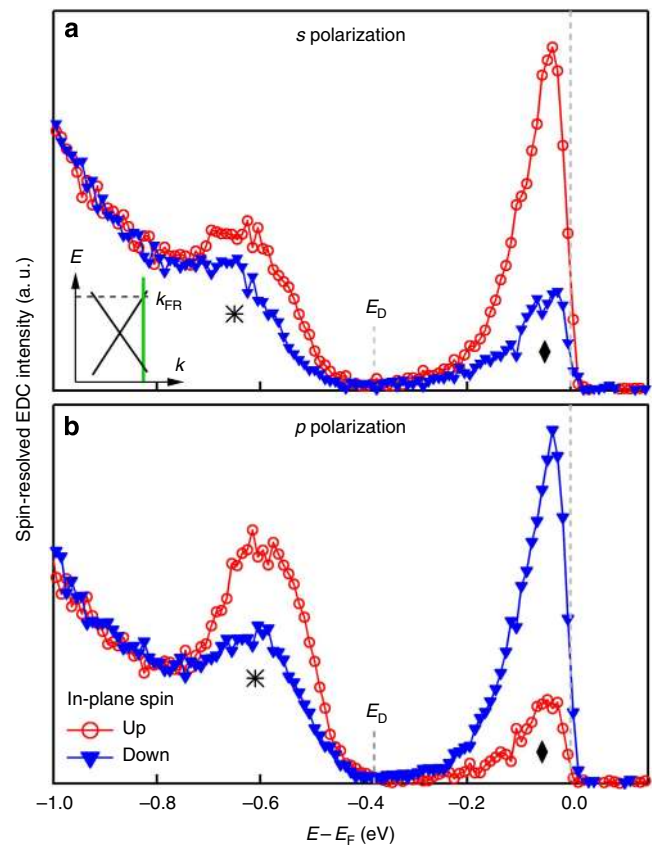 a
s polarization
E
k_FR
k
E_D
Spin-resolved EDC intensity (a.u.)
b
p polarization
In-plane spin
Up
Down
E_D
−1.0 −0.8 −0.6 −0.4 −0.2 0.0
E−E_F (eV)